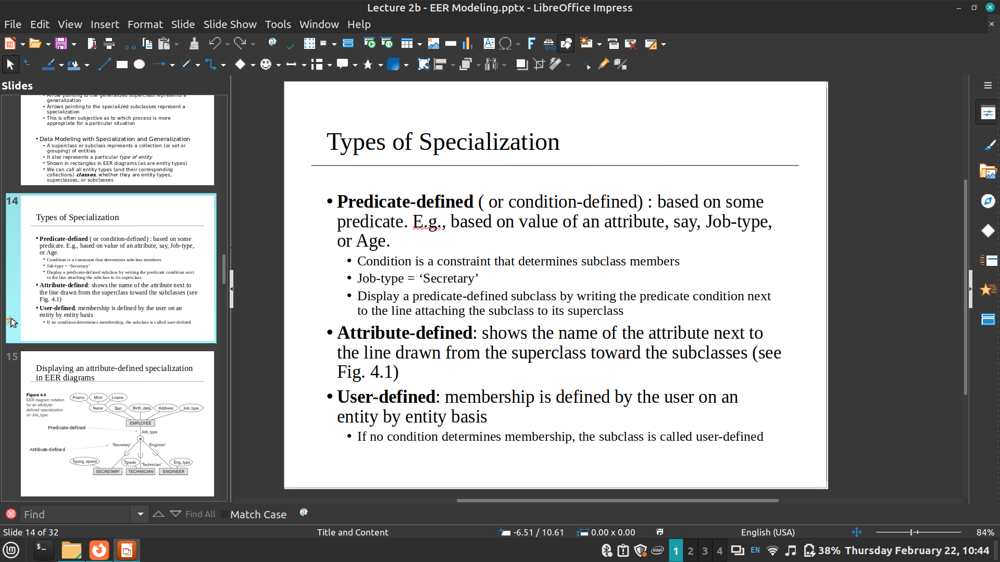 Lecture 2b - EER Modeling.pptx - LibreOffice Impress
File Edit View Insert Format Slide Slide Show Tools Window Help
Slides
• Arrow pointing to the generalized superclass represents a
generalization
• Arrows pointing to the specialized subclasses represent a
specialization
• This is often subjective as to which process is more
appropriate for a particular situation
• Data Modeling with Specialization and Generalization
• A superclass or subclass represents a collection (or set or
grouping) of entities
• It also represents a particular type of entity
• Shown in rectangles in EER diagrams (as are entity types)
• We can call all entity types (and their corresponding
collections) classes, whether they are entity types,
superclasses, or subclasses
14
Types of Specialization
• Predicate-defined ( or condition-defined) : based on some
predicate. E.g., based on value of an attribute, say, Job-type,
or Age.
• Condition is a constraint that determines subclass members
• Job-type = ‘Secretary’
• Display a predicate-defined subclass by writing the predicate condition next
to the line attaching the subclass to its superclass
• Attribute-defined: shows the name of the attribute next to
the line drawn from the superclass toward the subclasses (see
Fig. 4.1)
• User-defined: membership is defined by the user on an
entity by entity basis
• If no condition determines membership, the subclass is called user-defined
15
Displaying an attribute-defined specialization
in EER diagrams
Figure 4.4
EER diagram notation
for an attribute-
defined specialization
on Job_type.
Fname Minit Lname
Name Ssn Birth_date Address Job_type
EMPLOYEE
Predicate-defined
Job_type
d
‘Secretary’ ‘Engineer’
Attribute-defined
Typing_speed Tgrade ‘Technician’ Eng_type
SECRETARY TECHNICIAN ENGINEER
Types of Specialization
• Predicate-defined ( or condition-defined) : based on some
predicate. E.g., based on value of an attribute, say, Job-type,
or Age.
• Condition is a constraint that determines subclass members
• Job-type = ‘Secretary’
• Display a predicate-defined subclass by writing the predicate condition next
to the line attaching the subclass to its superclass
• Attribute-defined: shows the name of the attribute next to
the line drawn from the superclass toward the subclasses (see
Fig. 4.1)
• User-defined: membership is defined by the user on an
entity by entity basis
• If no condition determines membership, the subclass is called user-defined
Find Find All Match Case
Slide 14 of 32 Title and Content -6.51 / 10.61 0.00 x 0.00 English (USA) 84%
intel 1 2 3 4 EN 38% Thursday February 22, 10:44